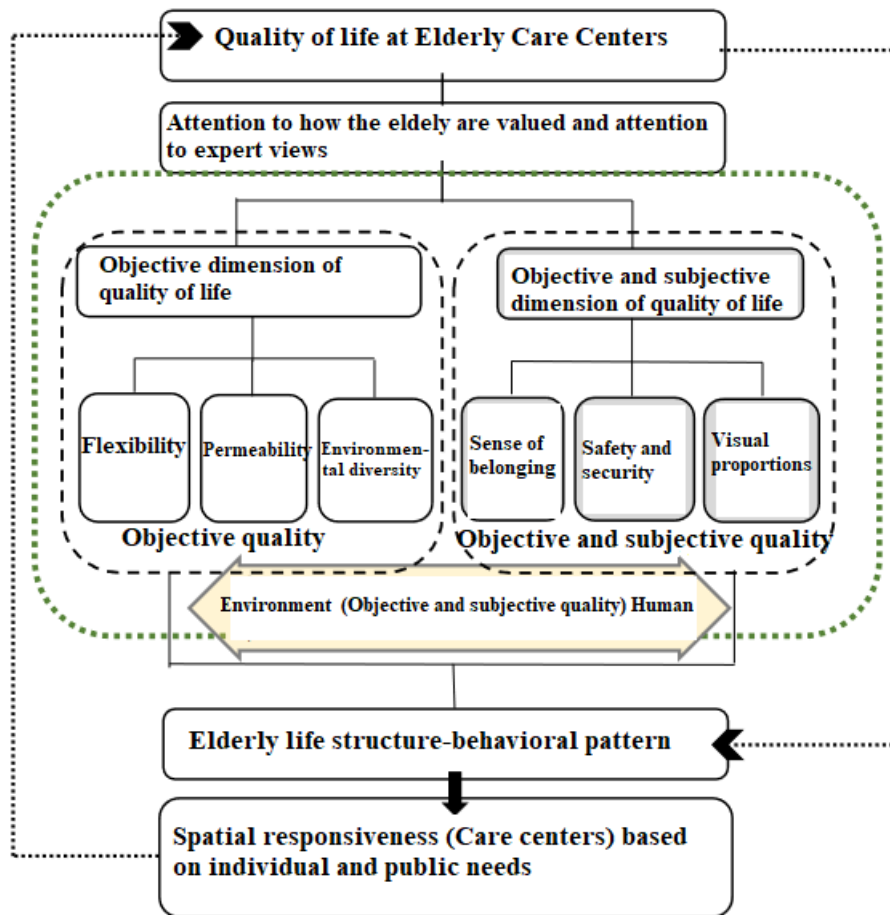 Quality of life at Elderly Care Centers
Attention to how the eldely are valued and attention
to expert views
Objective dimension of
quality of life
Objective and subjective
dimension of quality of life
Flexibility
Permeability
Environmen-
tal diversity
Sense of
belonging
Safety and
security
Visual
proportions
Objective quality
Objective and subjective quality
Environment (Objective and subjective quality) Human
Elderly life structure-behavioral pattern
Spatial responsiveness (Care centers) based
on individual and public needs